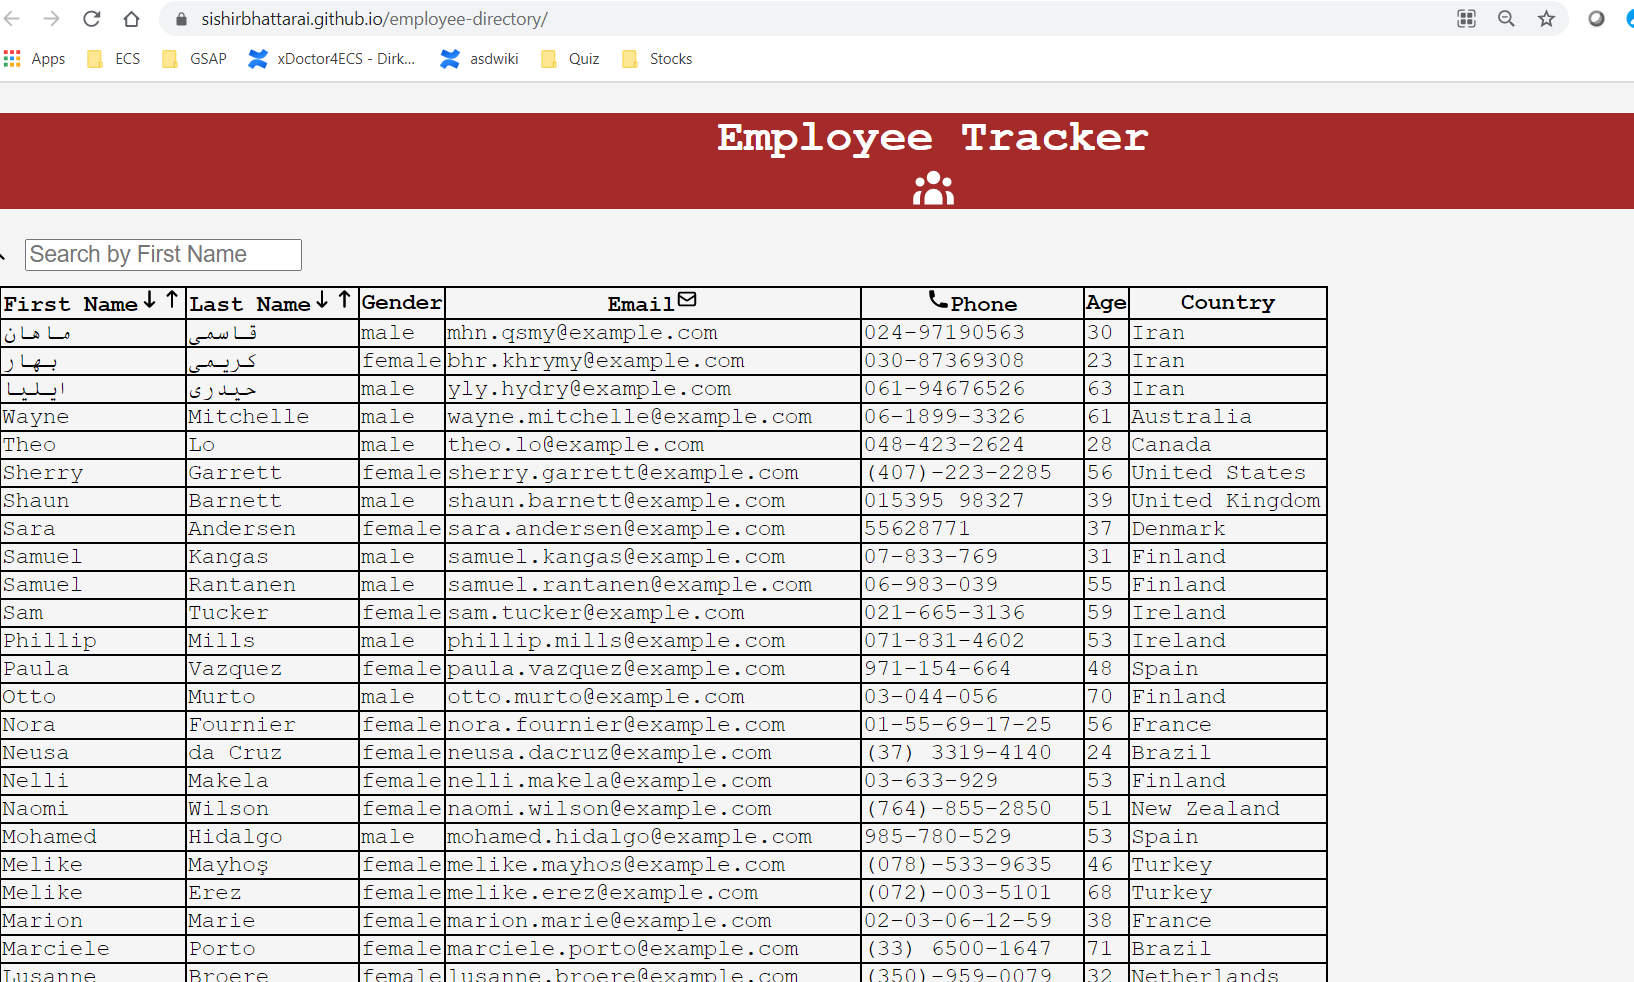 sishirbhattarai.github.io/employee-directory/
Apps ECS GSAP xDoctor4ECS - Dirk... asdwiki Quiz Stocks
Employee Tracker
Search by First Name
First Name↓ ↑ Last Name↓ ↑ Gender Email Phone Age Country
ماهان قاسمی male mhn.qsmy@example.com 024-97190563 30 Iran
بهار کریمی female bhr.khrymy@example.com 030-87369308 23 Iran
ایلیا حیدری male yly.hydry@example.com 061-94676526 63 Iran
Wayne Mitchelle male wayne.mitchelle@example.com 06-1899-3326 61 Australia
Theo Lo male theo.lo@example.com 048-423-2624 28 Canada
Sherry Garrett female sherry.garrett@example.com (407)-223-2285 56 United States
Shaun Barnett male shaun.barnett@example.com 015395 98327 39 United Kingdom
Sara Andersen female sara.andersen@example.com 55628771 37 Denmark
Samuel Kangas male samuel.kangas@example.com 07-833-769 31 Finland
Samuel Rantanen male samuel.rantanen@example.com 06-983-039 55 Finland
Sam Tucker female sam.tucker@example.com 021-665-3136 59 Ireland
Phillip Mills male phillip.mills@example.com 071-831-4602 53 Ireland
Paula Vazquez female paula.vazquez@example.com 971-154-664 48 Spain
Otto Murto male otto.murto@example.com 03-044-056 70 Finland
Nora Fournier female nora.fournier@example.com 01-55-69-17-25 56 France
Neusa da Cruz female neusa.dacruz@example.com (37) 3319-4140 24 Brazil
Nelli Makela female nelli.makela@example.com 03-633-929 53 Finland
Naomi Wilson female naomi.wilson@example.com (764)-855-2850 51 New Zealand
Mohamed Hidalgo male mohamed.hidalgo@example.com 985-780-529 53 Spain
Melike Mayhoş female melike.mayhos@example.com (078)-533-9635 46 Turkey
Melike Erez female melike.erez@example.com (072)-003-5101 68 Turkey
Marion Marie female marion.marie@example.com 02-03-06-12-59 38 France
Marciele Porto female marciele.porto@example.com (33) 6500-1647 71 Brazil
Lusanne Broere female lusanne.broere@example.com (350)-959-0079 32 Netherlands